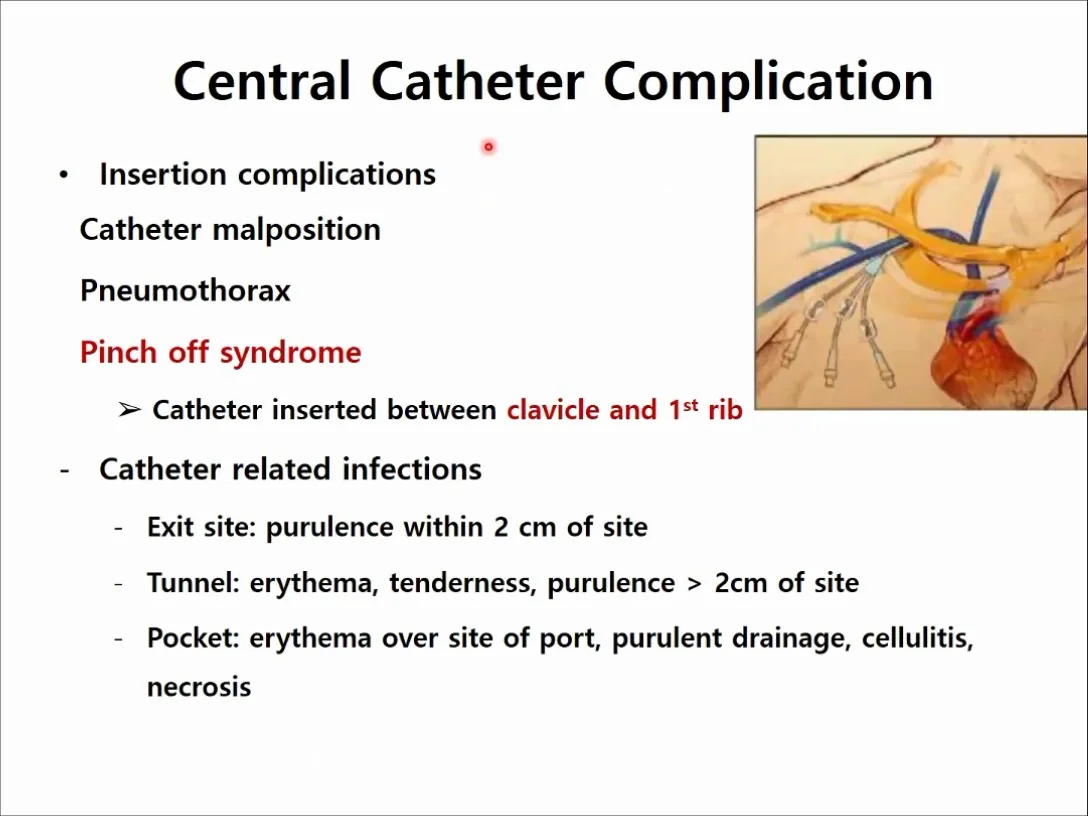 Central Catheter Complication
• Insertion complications
Catheter malposition
Pneumothorax
Pinch off syndrome
➢ Catheter inserted between clavicle and 1st rib
- Catheter related infections
- Exit site: purulence within 2 cm of site
- Tunnel: erythema, tenderness, purulence > 2cm of site
- Pocket: erythema over site of port, purulent drainage, cellulitis,
necrosis